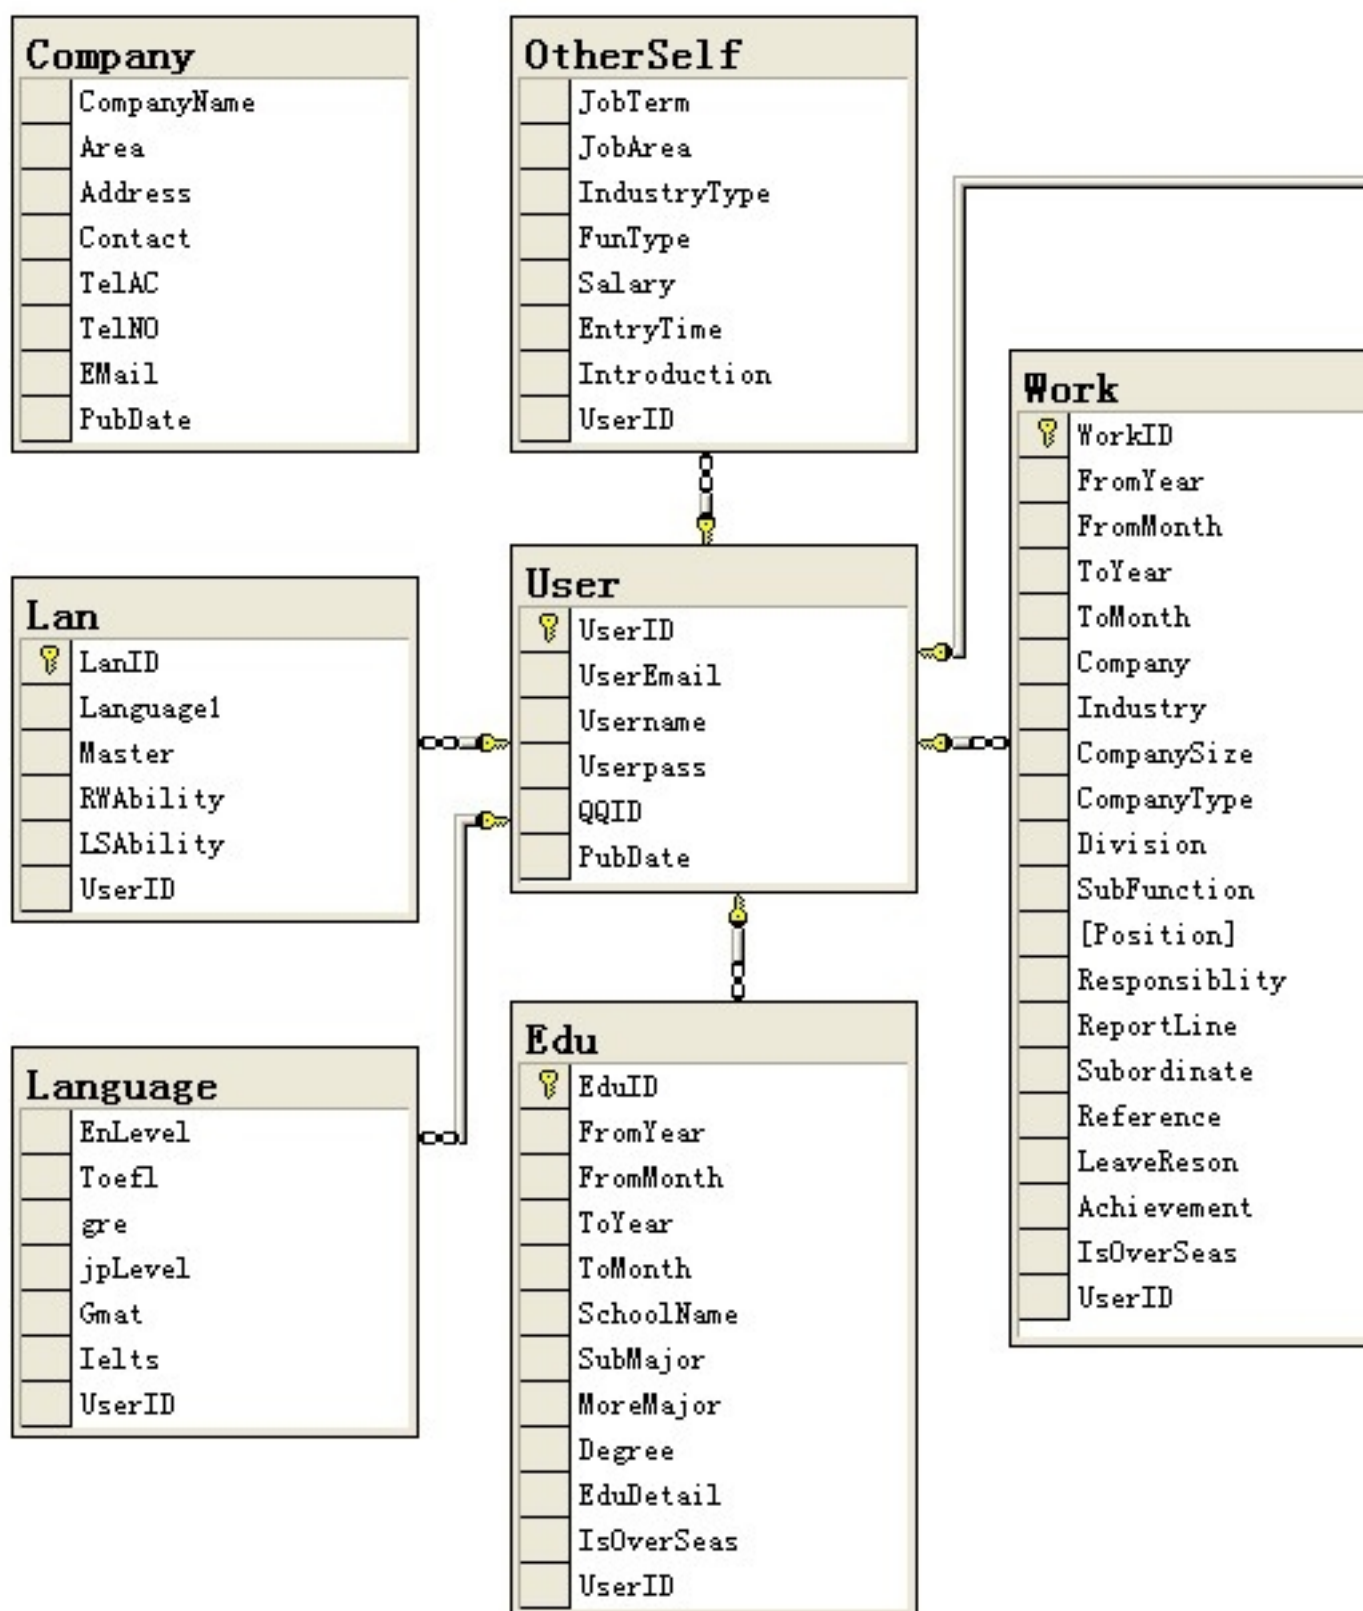 Company
CompanyName
Area
Address
Contact
TelAC
TelNO
EMail
PubDate
OtherSelf
JobTerm
JobArea
IndustryType
FunType
Salary
EntryTime
Introduction
UserID
Lan
LanID
Language1
Master
RWAbility
LSAbility
UserID
User
UserID
UserEmail
Username
Userpass
QQID
PubDate
Work
WorkID
FromYear
FromMonth
ToYear
ToMonth
Company
Industry
CompanySize
CompanyType
Division
SubFunction
[Position]
Responsiblity
ReportLine
Subordinate
Reference
LeaveReson
Achievement
IsOverSeas
UserID
Language
EnLevel
Toefl
gre
jpLevel
Gmat
Ielts
UserID
Edu
EduID
FromYear
FromMonth
ToYear
ToMonth
SchoolName
SubMajor
MoreMajor
Degree
EduDetail
IsOverSeas
UserID